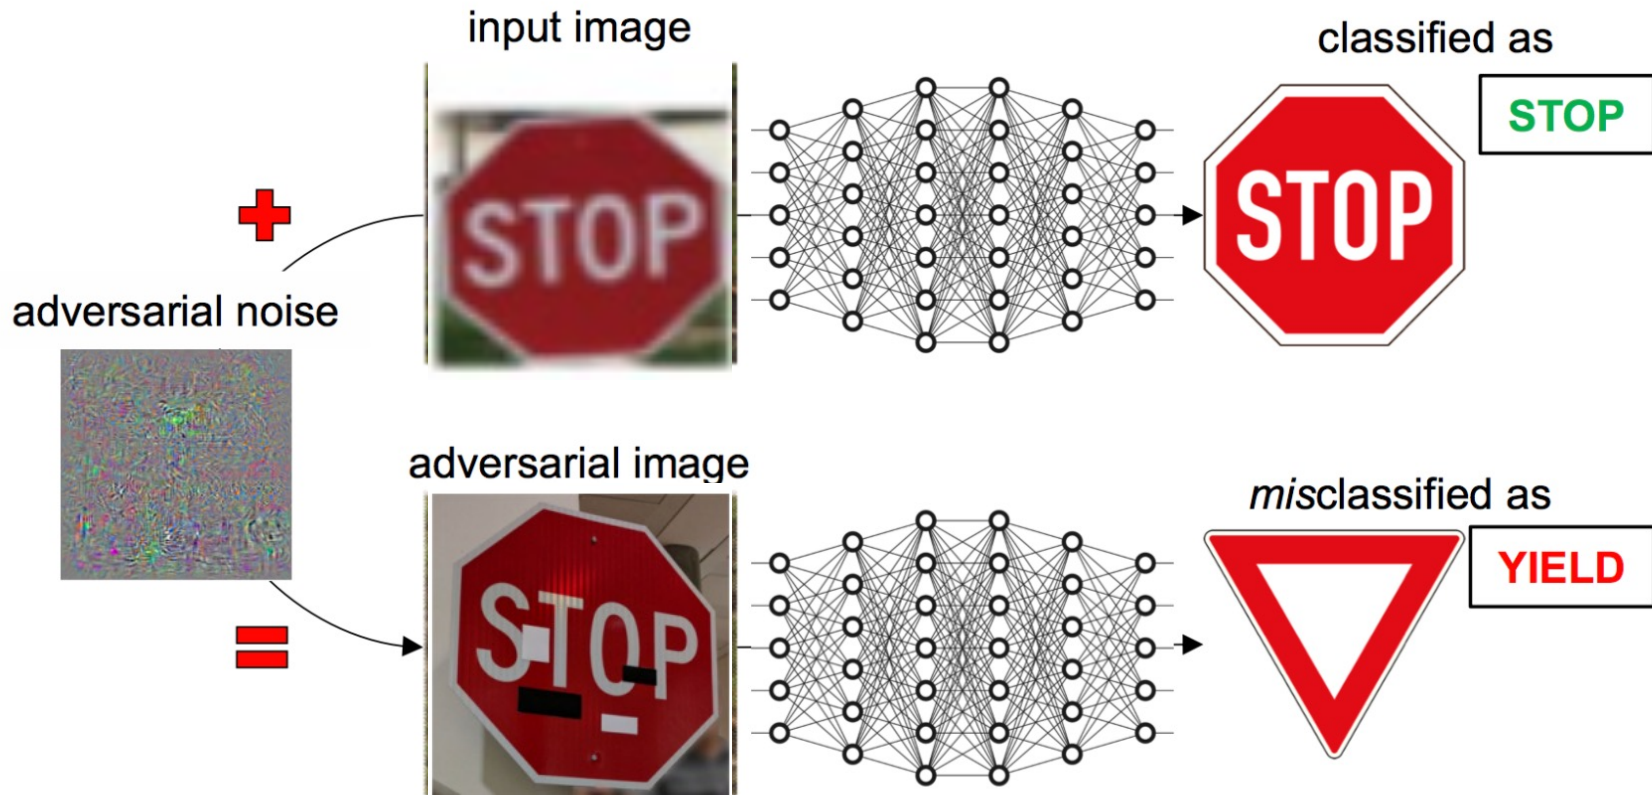 input image
classified as
STOP
STOP
STOP
adversarial noise
adversarial image
STOP
misclassified as
YIELD